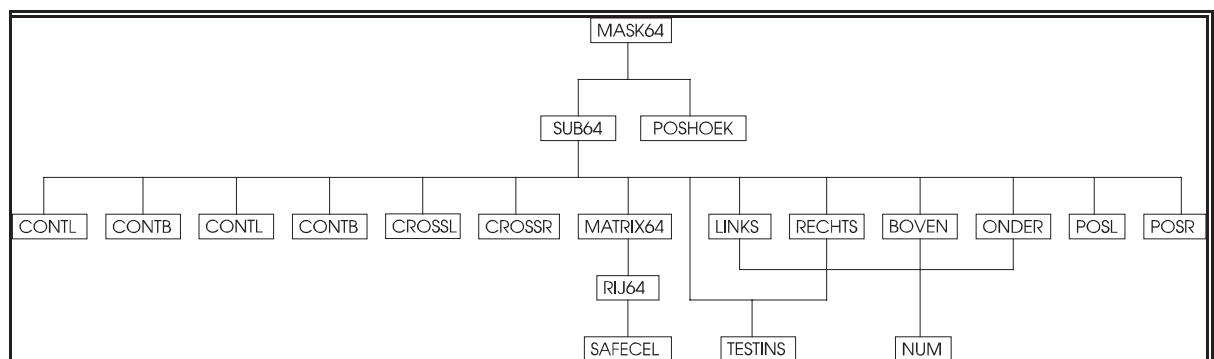 MASK64
SUB64 POSHOEK
CONTL CONTB CONTL CONTB CROSSL CROSSR MATRIX64 LINKS RECHTS BOVEN ONDER POSL POSR
RIJ64
SAFECEL TESTINS NUM